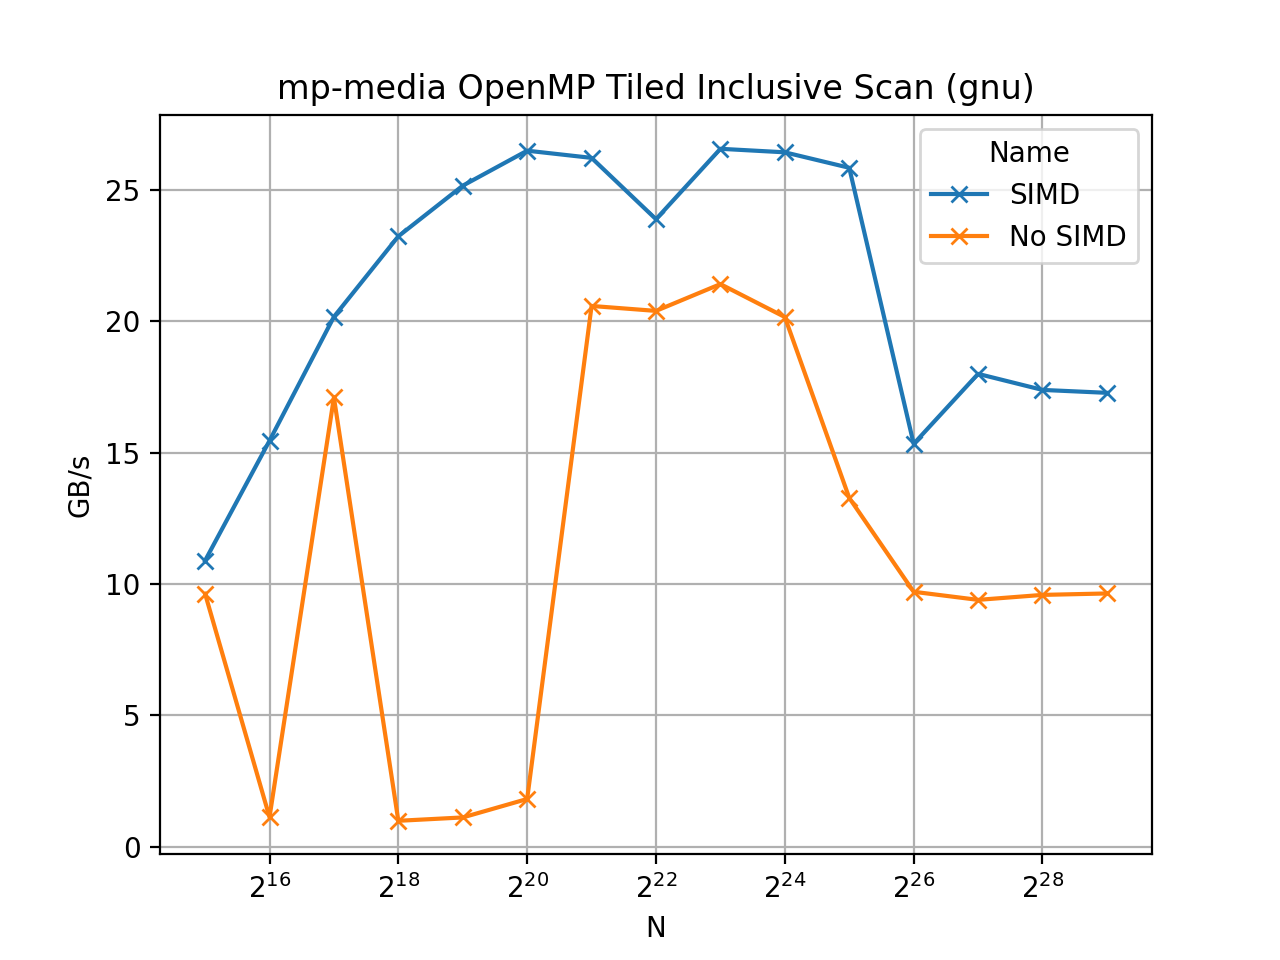 mp-media OpenMP Tiled Inclusive Scan (gnu)
Name
SIMD
No SIMD
GB/s
25
20
15
10
5
0
2^16 2^18 2^20 2^22 2^24 2^26 2^28
N